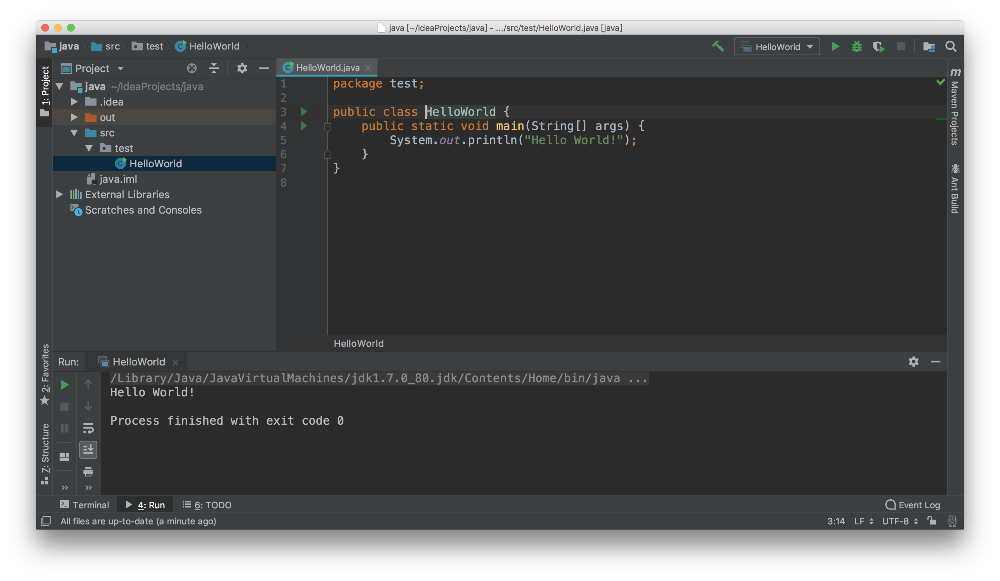 java [~/IdeaProjects/java] - .../src/test/HelloWorld.java [java]
java src test HelloWorld
HelloWorld
1: Project
Project
java ~/IdeaProjects/java
.idea
out
src
test
HelloWorld
java.iml
External Libraries
Scratches and Consoles
HelloWorld.java
1 package test;
2
3 public class HelloWorld {
4 public static void main(String[] args) {
5 System.out.println("Hello World!");
6 }
7 }
8
HelloWorld
m Maven Projects
Ant Build
2: Favorites
7: Structure
Run: HelloWorld
/Library/Java/JavaVirtualMachines/jdk1.7.0_80.jdk/Contents/Home/bin/java ...
Hello World!
Process finished with exit code 0
Terminal 4: Run 6: TODO Event Log
All files are up-to-date (a minute ago) 3:14 LF UTF-8